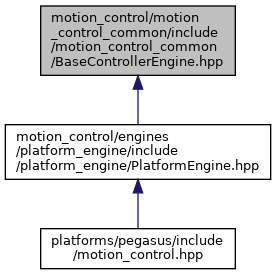 motion_control/motion
_control_common/include
/motion_control_common
/BaseControllerEngine.hpp
motion_control/engines
/platform_engine/include
/platform_engine/PlatformEngine.hpp
platforms/pegasus/include
/motion_control.hpp